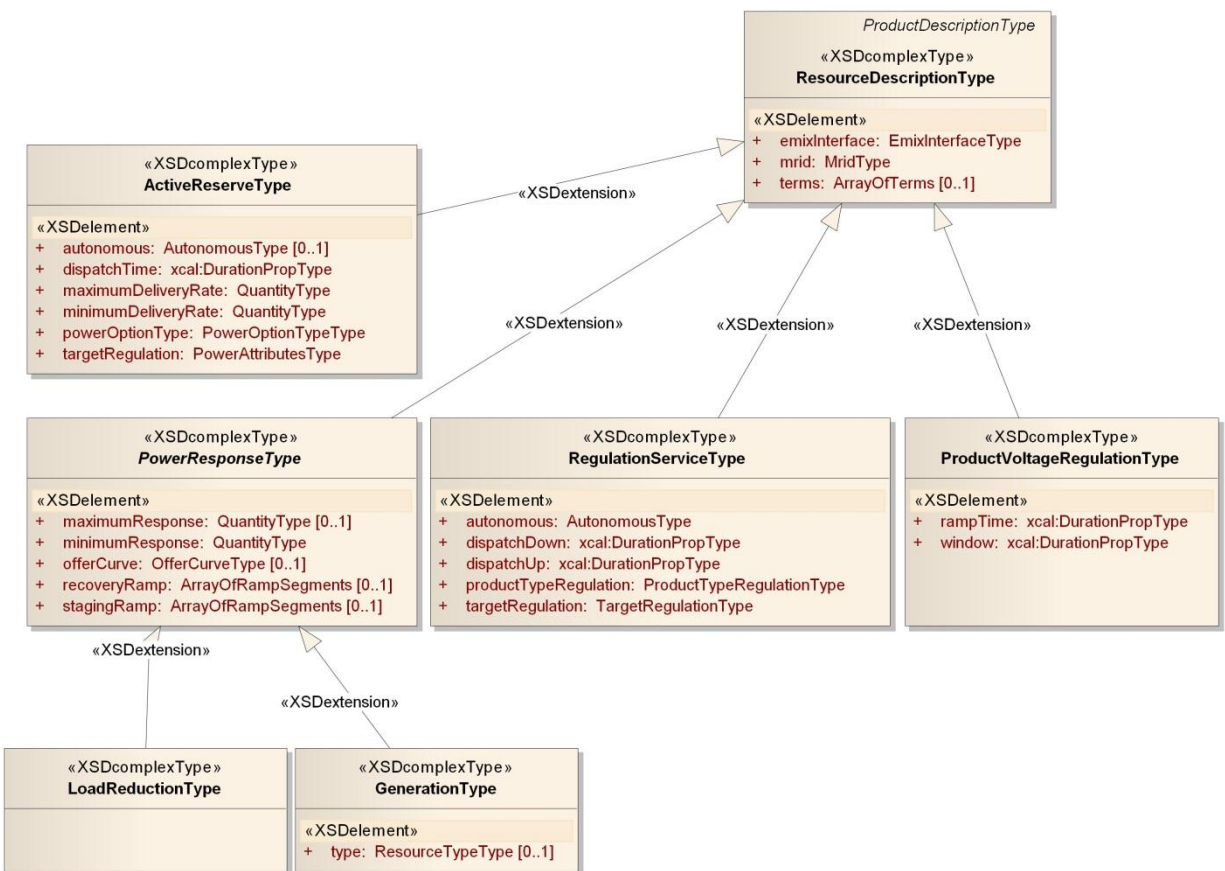 ProductDescriptionType
«XSDcomplexType»
ResourceDescriptionType
«XSDelement»
+ emixInterface: EmixInterfaceType
+ mrid: MridType
+ terms: ArrayOfTerms [0..1]
«XSDcomplexType»
ActiveReserveType
«XSDelement»
+ autonomous: AutonomousType [0..1]
+ dispatchTime: xcal:DurationPropType
+ maximumDeliveryRate: QuantityType
+ minimumDeliveryRate: QuantityType
+ powerOptionType: PowerOptionTypeType
+ targetRegulation: PowerAttributesType
«XSDextension»
«XSDextension»
«XSDextension»
«XSDextension»
«XSDcomplexType»
PowerResponseType
«XSDelement»
+ maximumResponse: QuantityType [0..1]
+ minimumResponse: QuantityType
+ offerCurve: OfferCurveType [0..1]
+ recoveryRamp: ArrayOfRampSegments [0..1]
+ stagingRamp: ArrayOfRampSegments [0..1]
«XSDcomplexType»
RegulationServiceType
«XSDelement»
+ autonomous: AutonomousType
+ dispatchDown: xcal:DurationPropType
+ dispatchUp: xcal:DurationPropType
+ productTypeRegulation: ProductTypeRegulationType
+ targetRegulation: TargetRegulationType
«XSDcomplexType»
ProductVoltageRegulationType
«XSDelement»
+ rampTime: xcal:DurationPropType
+ window: xcal:DurationPropType
«XSDextension»
«XSDextension»
«XSDcomplexType»
LoadReductionType
«XSDcomplexType»
GenerationType
«XSDelement»
+ type: ResourceTypeType [0..1]